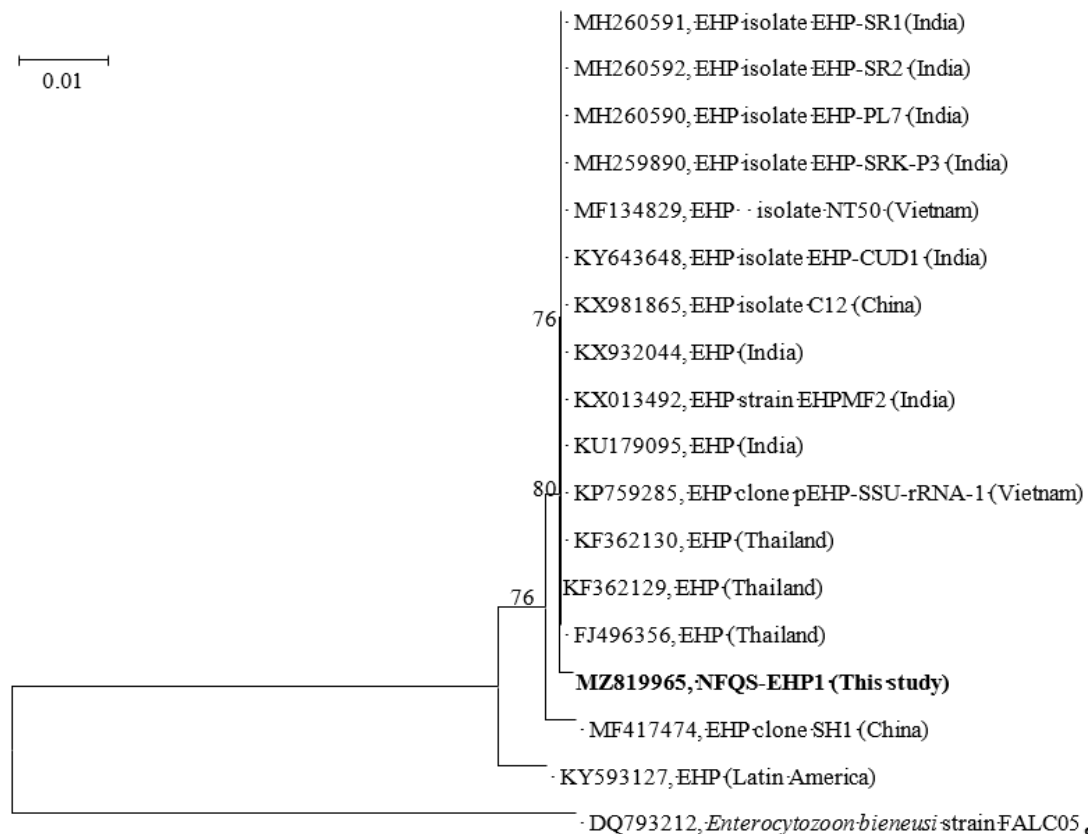 MH260591, EHP isolate EHP-SR1(India)
0.01
MH260592, EHP isolate EHP-SR2 (India)
MH260590, EHP isolate EHP-PL7 (India)
MH259890, EHP isolate EHP-SRK-P3 (India)
MF134829, EHP isolate NT50 (Vietnam)
KY643648, EHP isolate EHP-CUD1 (India)
76
KX981865, EHP isolate C12 (China)
KX932044, EHP (India)
KX013492, EHP strain EHPMF2 (India)
KU179095, EHP (India)
80
KP759285, EHP clone pEHP-SSU-rRNA-1 (Vietnam)
KF362130, EHP (Thailand)
KF362129, EHP (Thailand)
76
FJ496356, EHP (Thailand)
MZ819965, NFQS-EHP1 (This study)
MF417474, EHP clone SH1 (China)
KY593127, EHP (Latin America)
DQ793212, Enterocytozoon bieneusi strain FALC05